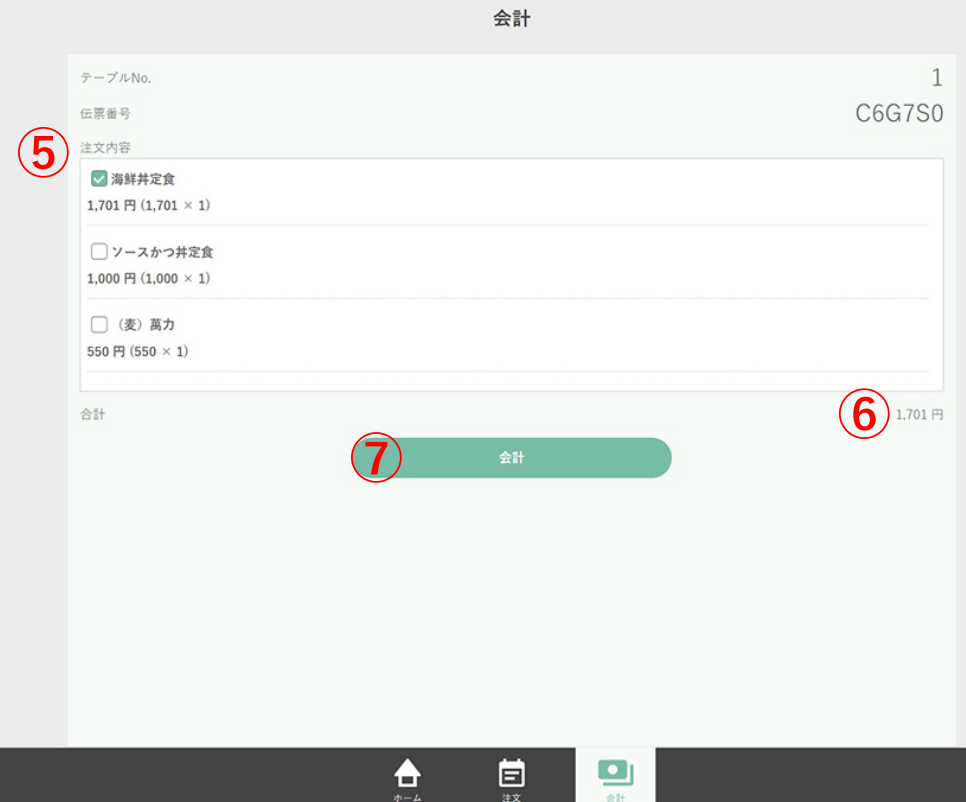 会計
テーブルNo.
1
伝票番号
C6G7S0
⑤
注文内容
海鮮丼定食
1,701 円 (1,701 × 1)
ソースかつ丼定食
1,000 円 (1,000 × 1)
（麦）萬力
550 円 (550 × 1)
合計
⑥
1,701 円
⑦
会計
ホーム
注文
会計